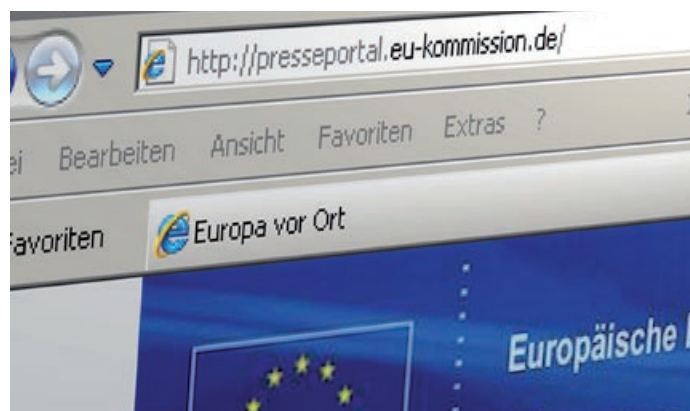 http://presseportal.eu-kommission.de/
Bearbeiten Ansicht Favoriten Extras ?
Favoriten Europa vor Ort
Europäische